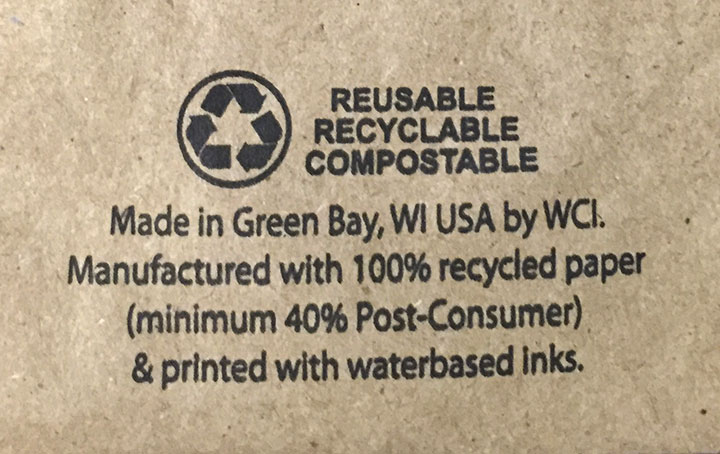 REUSABLE
RECYCLABLE
COMPOSTABLE
Made in Green Bay, WI USA by WCI.
Manufactured with 100% recycled paper
(minimum 40% Post-Consumer)
& printed with waterbased inks.